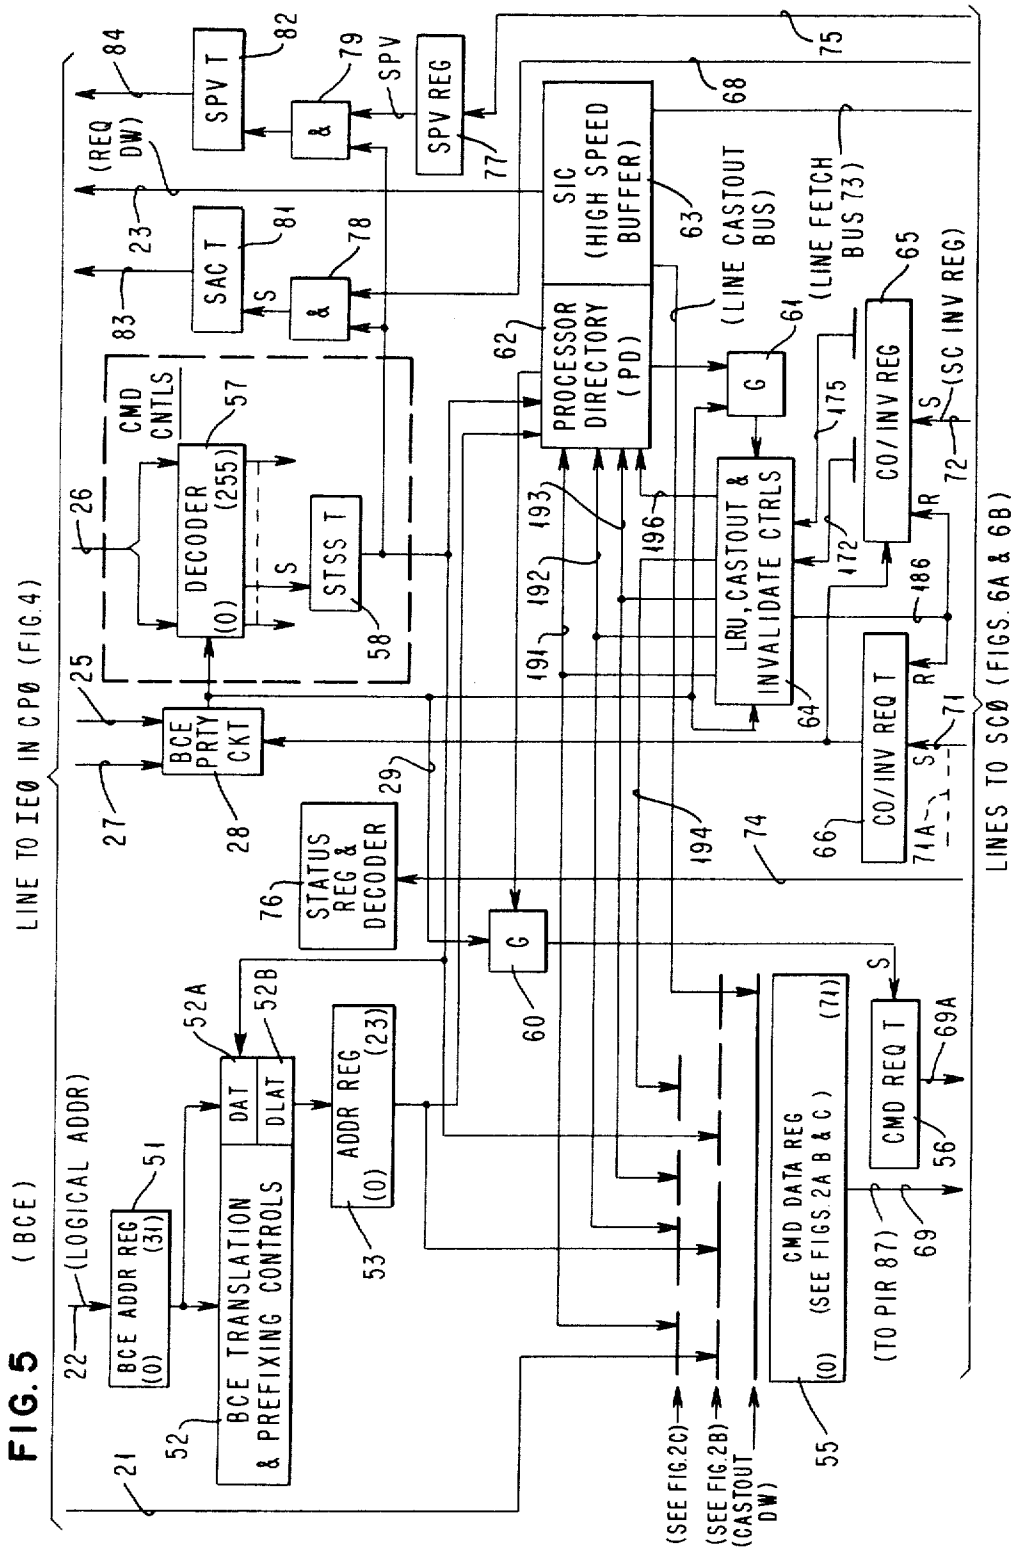 FIG. 5
(BCE)
LINE TO IE0 IN CP0 (FIG.4)
21
22
(LOGICAL ADDR)
BCE ADDR REG
(0) (31)
51
52
BCE TRANSLATION
& PREFIXING CONTROLS
DAT
52A
DLAT
52B
ADDR REG
(0) (23)
53
27
25
BCE
PRTY
CKT
28
29
26
CMD
CNTLS
DECODER
(0) (255)
57
S
STSS T
58
STATUS
REG &
DECODER
76
74
83
SAC T
81
S
&
78
23
(REQ
DW)
84
SPV T
82
&
79
SPV
SPV REG
77
75
68
G
60
62
PROCESSOR
DIRECTORY
(PD)
SIC
(HIGH SPEED
BUFFER)
63
191
192
193
194
196
G
61
(LINE CASTOUT
BUS)
(LINE FETCH
BUS 73)
LRU, CASTOUT &
INVALIDATE CTRLS
64
172
175
186
CO/INV REG
65
R
S
72
(SC INV REG)
CO/INV REQ T
66
S
R
71
71A
(SEE FIG.2C)
(SEE FIG.2B)
(CASTOUT
DW)
CMD DATA REG
(0) (SEE FIGS.2A B & C) (71)
55
S
CMD REQ T
56
69A
(TO PIR 87)
69
LINES TO SC0 (FIGS. 6A & 6B)